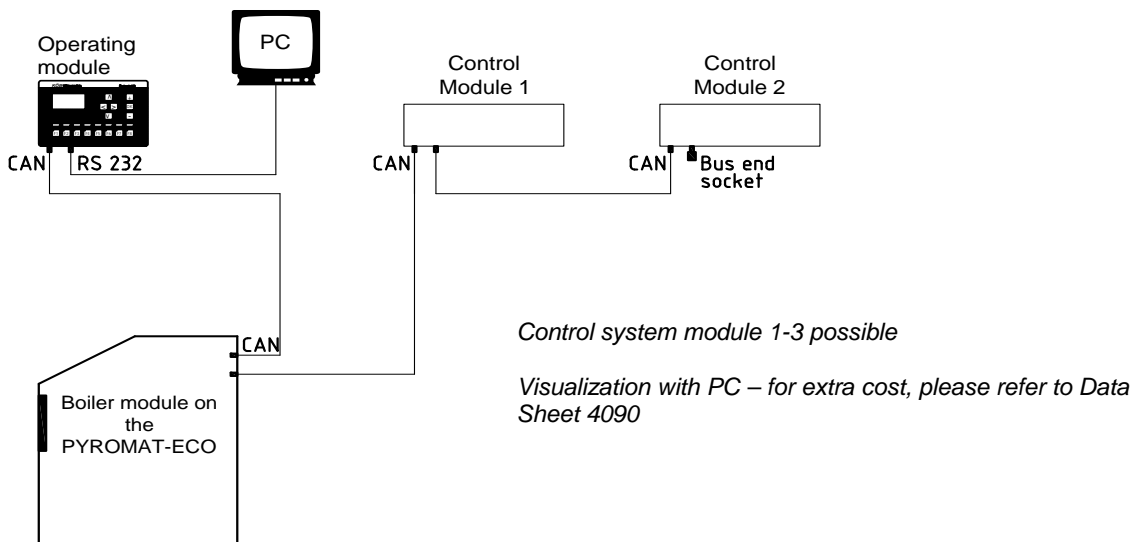 Operating
module
PC
Control
Module 1
Control
Module 2
CAN
RS 232
CAN
CAN
Bus end
socket
CAN
Boiler module on
the
PYROMAT-ECO
Control system module 1-3 possible
Visualization with PC – for extra cost, please refer to Data
Sheet 4090